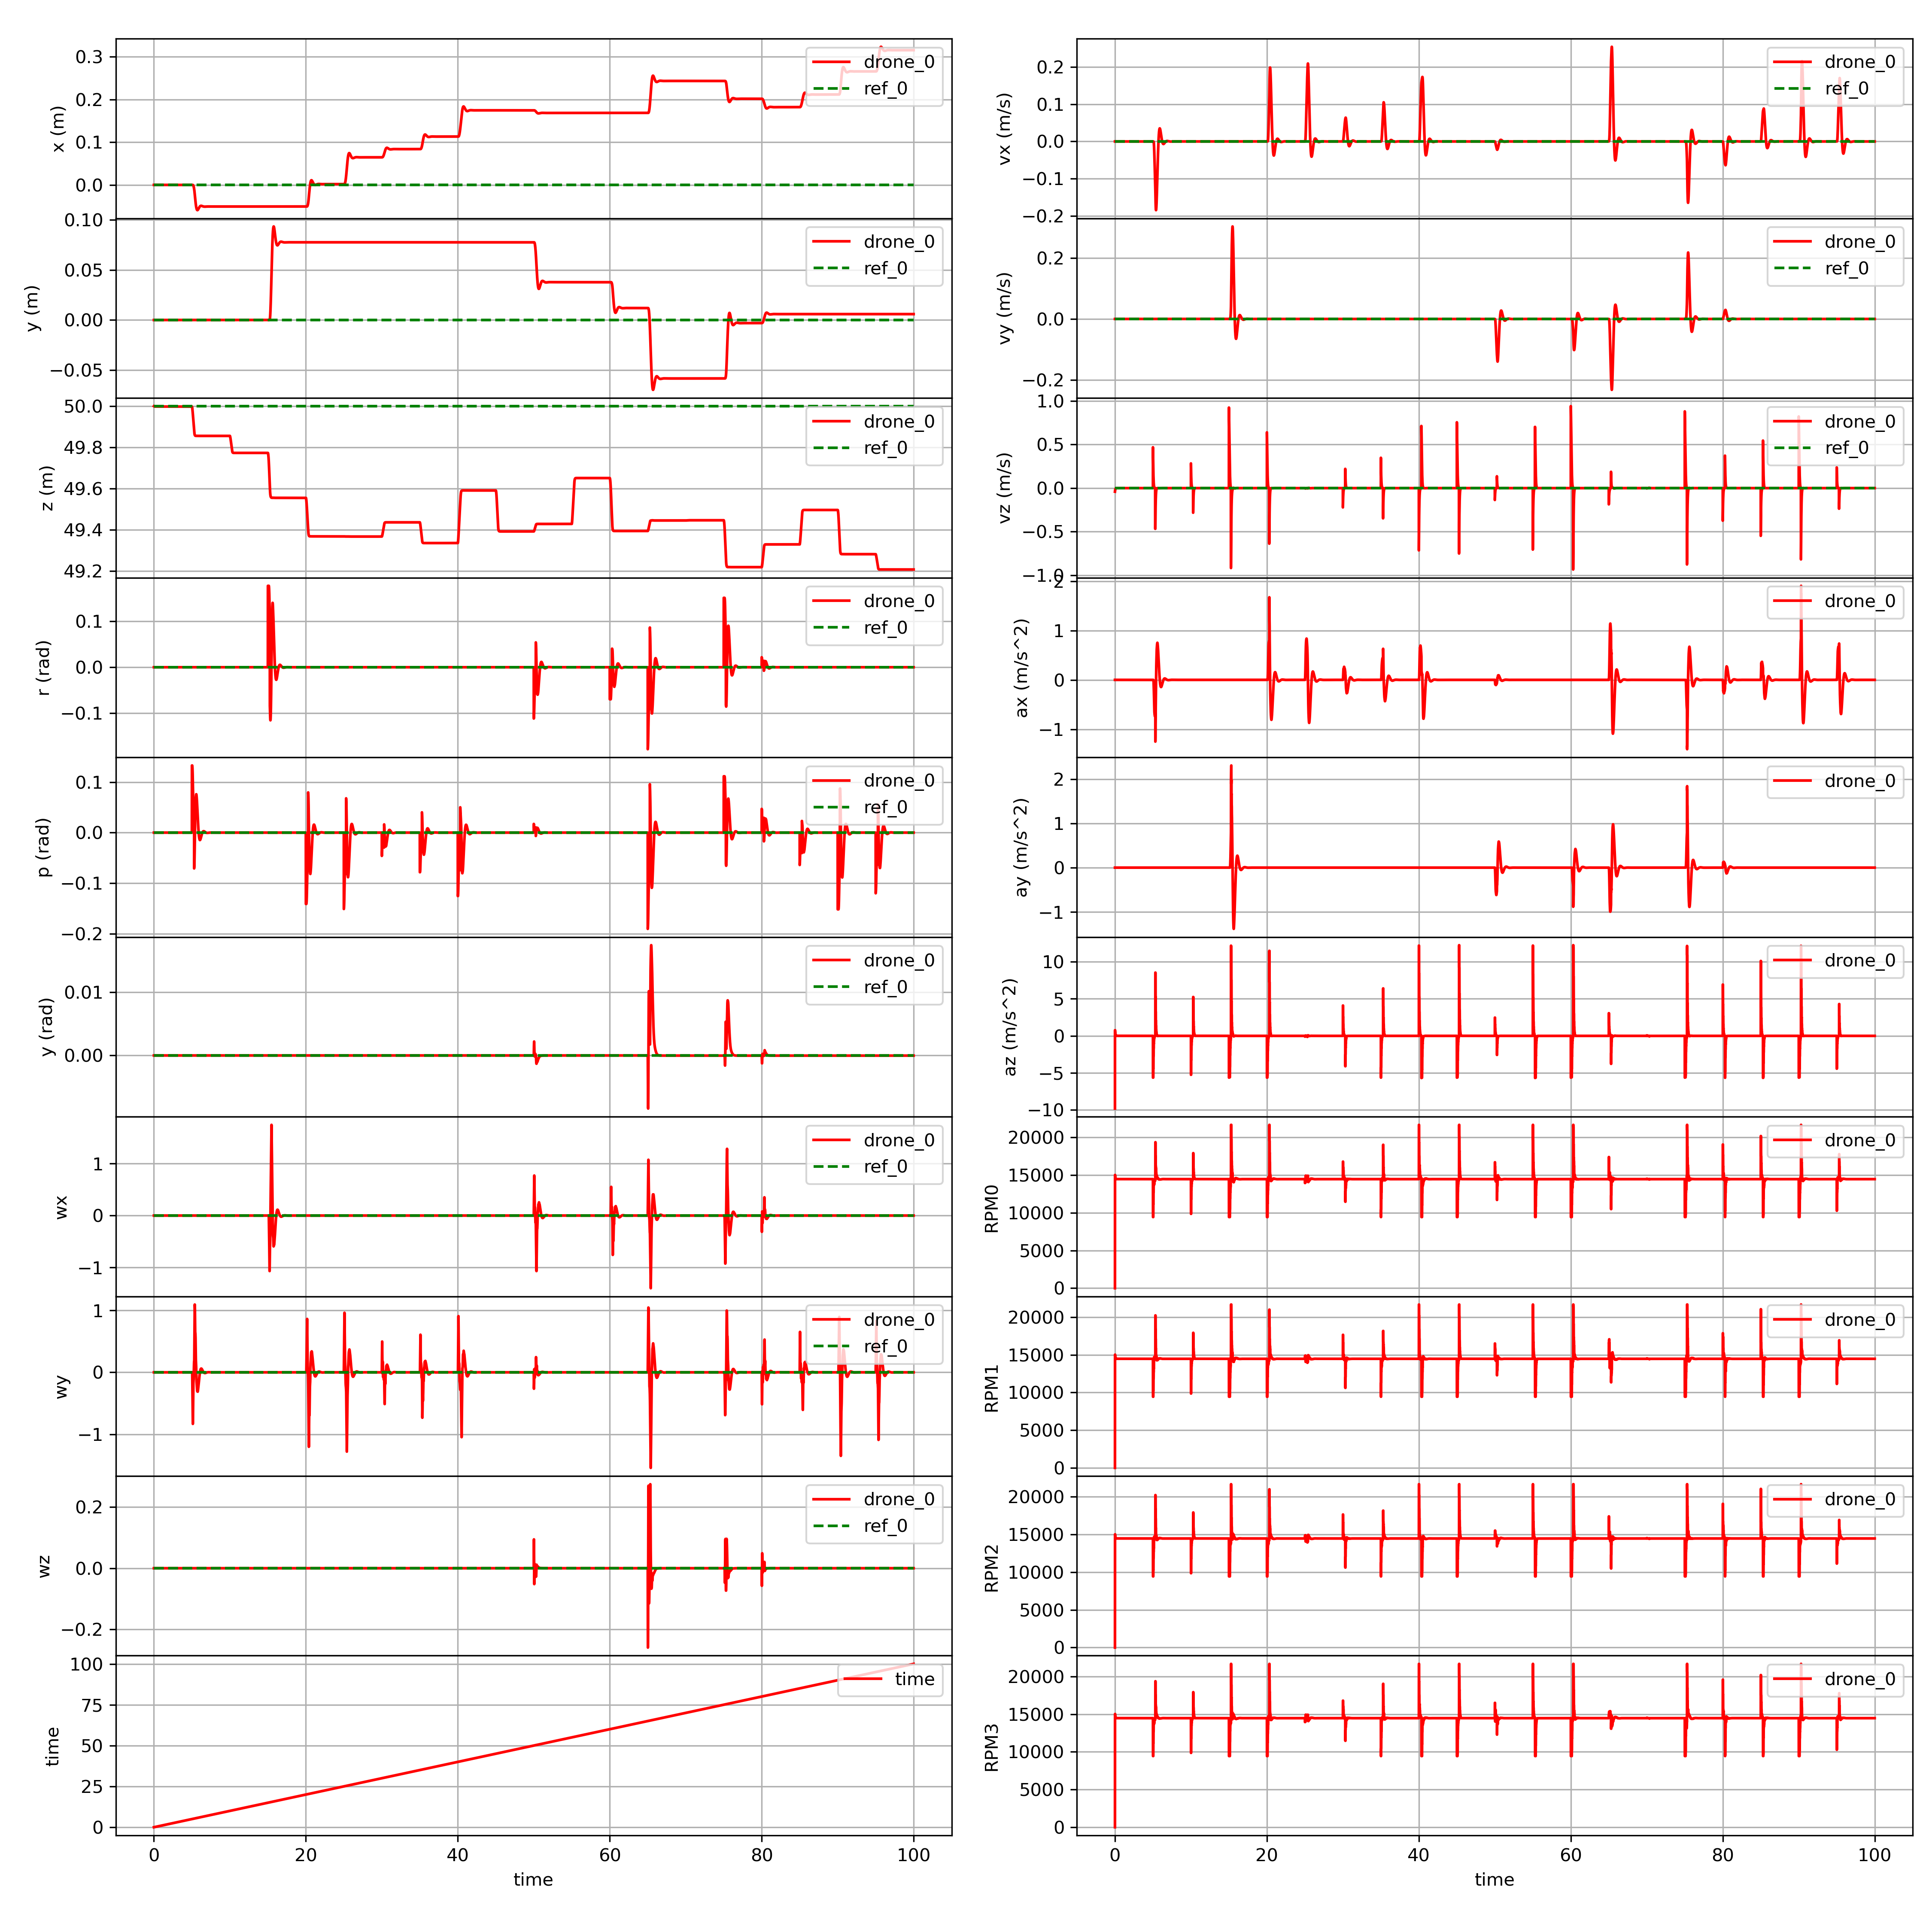 x (m)
0.3
0.2
0.1
0.0
drone_0
ref_0
y (m)
0.10
0.05
0.00
−0.05
drone_0
ref_0
z (m)
50.0
49.8
49.6
49.4
49.2
drone_0
ref_0
r (rad)
0.1
0.0
−0.1
drone_0
ref_0
p (rad)
0.1
0.0
−0.1
−0.2
drone_0
ref_0
y (rad)
0.01
0.00
drone_0
ref_0
wx
1
0
−1
drone_0
ref_0
wy
1
0
−1
drone_0
ref_0
wz
0.2
0.0
−0.2
drone_0
ref_0
time
100
75
50
25
0
time
0 20 40 60 80 100
time
vx (m/s)
0.2
0.1
0.0
−0.1
−0.2
drone_0
ref_0
vy (m/s)
0.2
0.0
−0.2
drone_0
ref_0
vz (m/s)
1.0
0.5
0.0
−0.5
−1.0
drone_0
ref_0
ax (m/s^2)
2
1
0
−1
drone_0
ay (m/s^2)
2
1
0
−1
drone_0
az (m/s^2)
10
5
0
−5
−10
drone_0
RPM0
20000
15000
10000
5000
0
drone_0
RPM1
20000
15000
10000
5000
0
drone_0
RPM2
20000
15000
10000
5000
0
drone_0
RPM3
20000
15000
10000
5000
0
drone_0
0 20 40 60 80 100
time